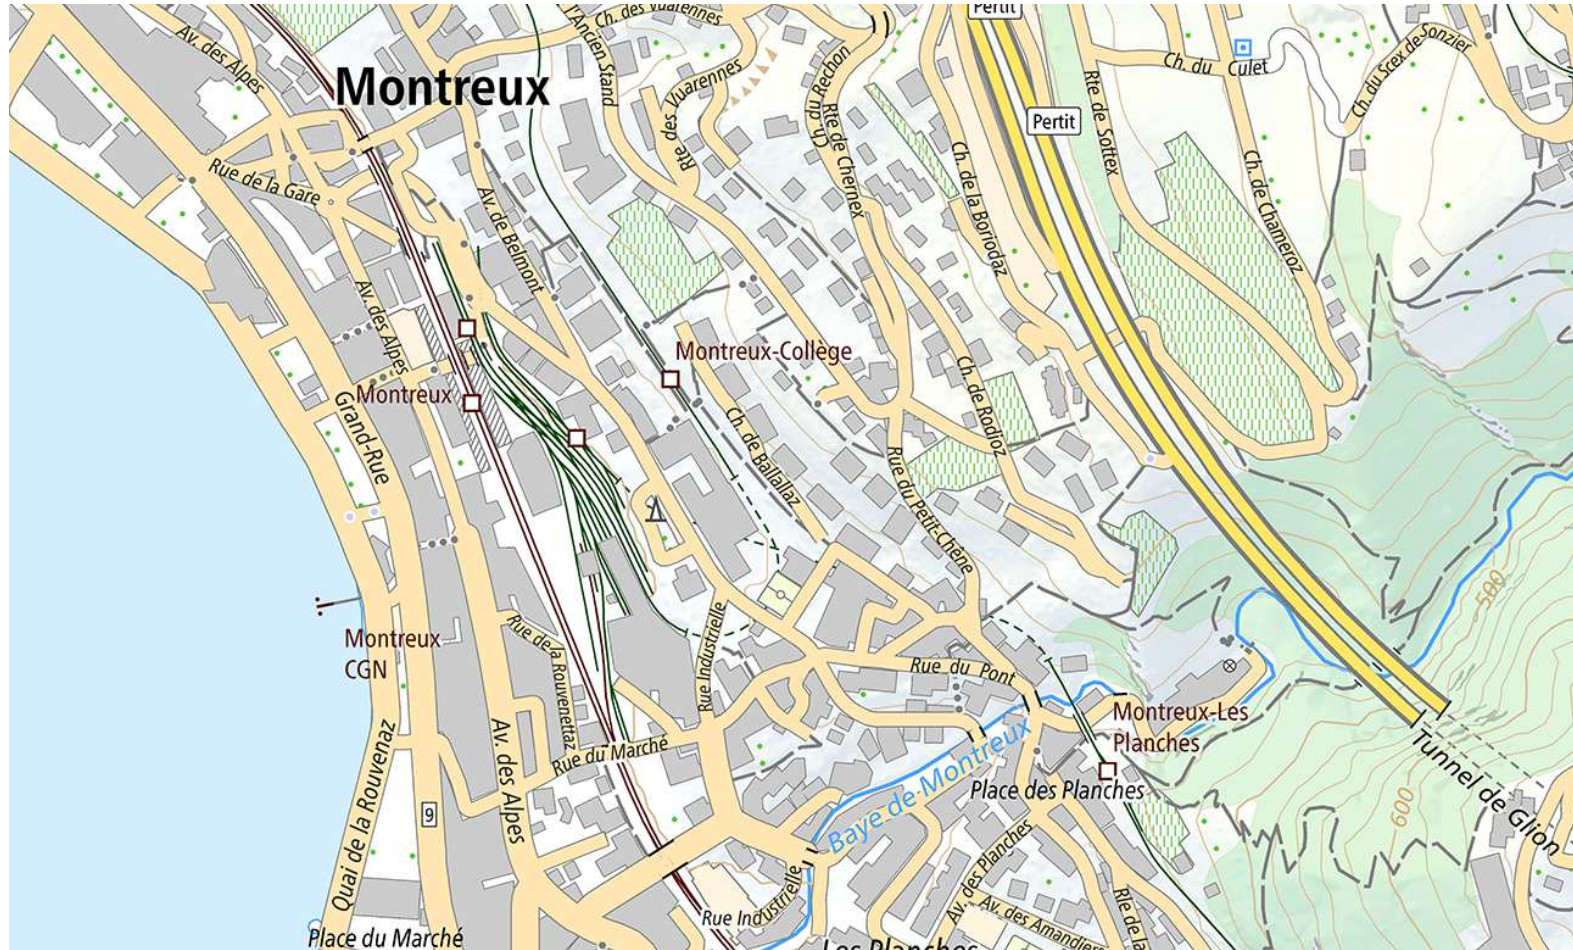 Pertit
Ch. des Vuarennes
l'Ancien Stand
Av. des Alpes
Montreux
Rte des Vuarennes
Ch. du Rechon
Rte de Chernex
Pertit
Rte de Sottex
Ch. du Culet
Ch. du Scex de Sonzier
Rue de la Gare
Av. de Belmont
Ch. de la Boriodaz
Ch. de Chameroz
Av. des Alpes
Montreux-Collège
Montreux
Grand-Rue
Ch. de Ballallaz
Ch. de Rodioz
Rue du Petit-Chêne
500
Montreux
CGN
Rue de la Rouvenettaz
Rue Industrielle
Rue du Pont
Montreux-Les
Planches
Rue du Marché
Av. des Alpes
Quai de la Rouvenaz
9
Baye de Montreux
Place des Planches
Tunnel de Glion
600
Av. des Planches
Rue Industrielle
Av. des Amandiers
Rle de la
Place du Marché
Les Planches